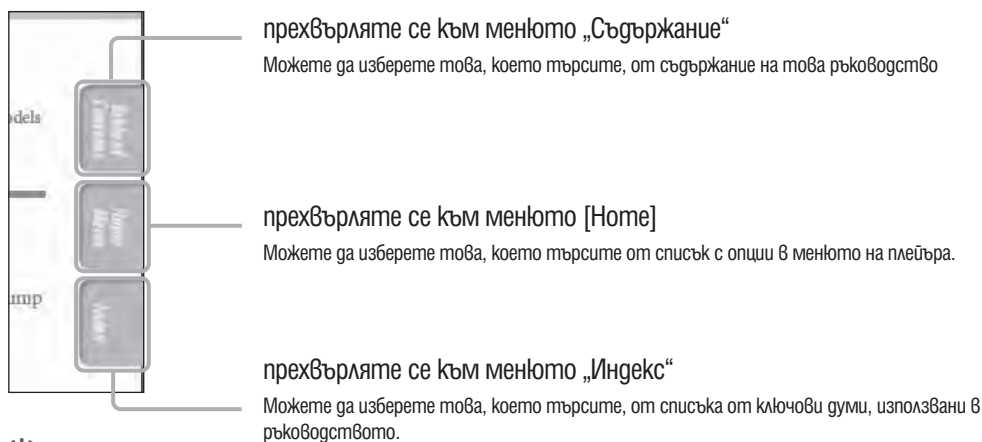 прехвърляте се към менюто „Съдържание“
Можете да изберете това, което търсите, от съдържание на това ръководство
odels
прехвърляте се към менюто [Home]
Можете да изберете това, което търсите от списък с опции в менюто на плейъра.
ump
прехвърляте се към менюто „Индекс“
Можете да изберете това, което търсите, от списъка от ключови думи, използвани в
ръководството.